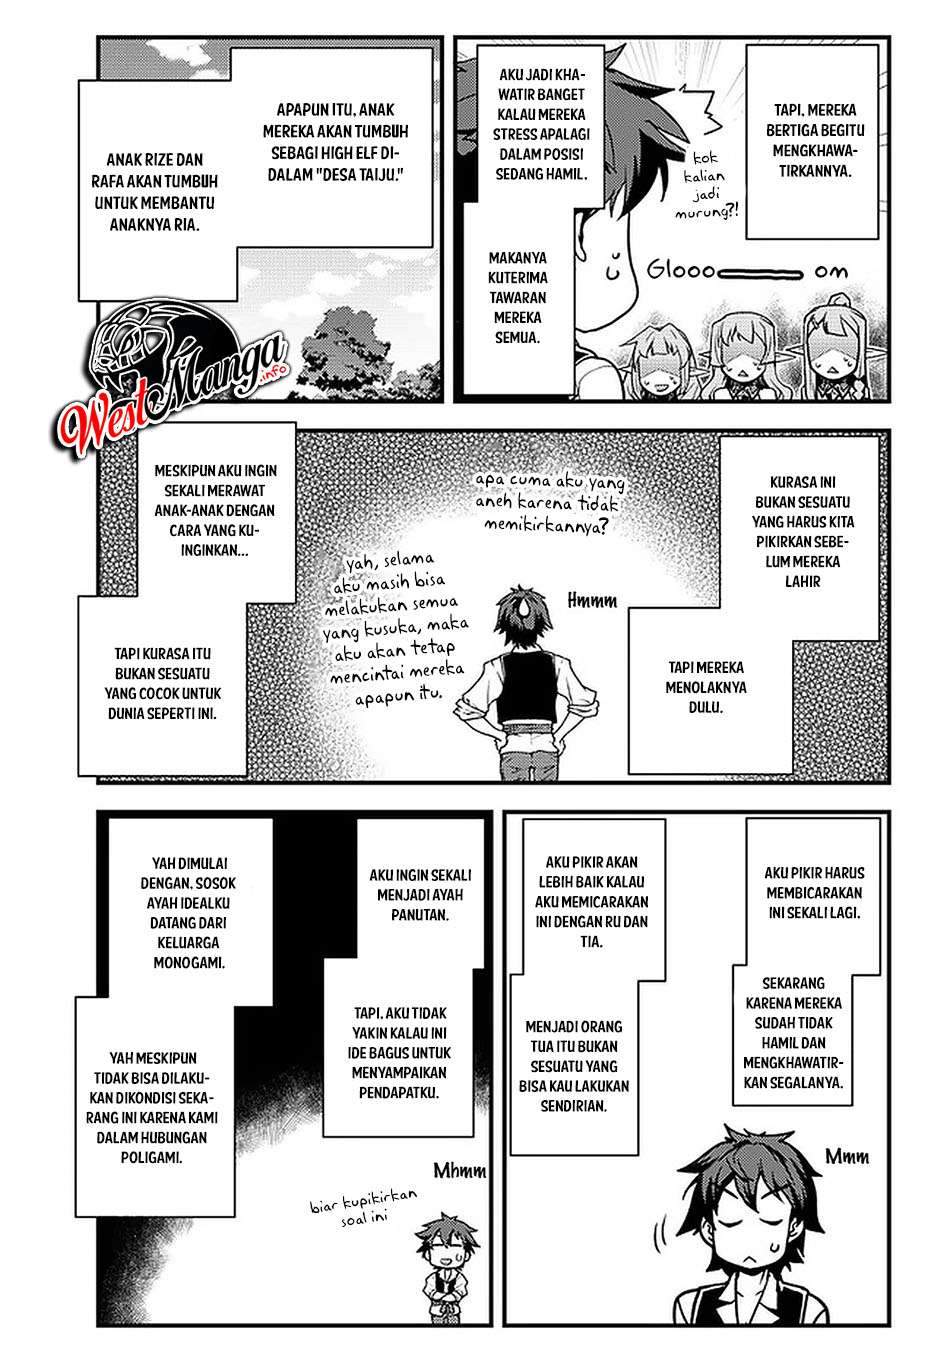 TAPI, MEREKA
BERTIGA BEGITU
MENGKHAWA-
TIRKANNYA.
kok
kalian
jadi
murung?!
Glooo
om
AKU JADI KHA-
WATIR BANGET
KALAU MEREKA
STRESS APALAGI
DALAM POSISI
SEDANG HAMIL.
MAKANYA
KUTERIMA
TAWARAN
MEREKA
SEMUA.
APAPUN ITU, ANAK
MEREKA AKAN TUMBUH
SEBAGI HIGH ELF DI-
DALAM "DESA TAIJU."
ANAK RIZE DAN
RAFA AKAN TUMBUH
UNTUK MEMBANTU
ANAKNYA RIA.
WestManga
.info
KURASA INI
BUKAN SESUATU
YANG HARUS KITA
PIKIRKAN SEBE-
LUM MEREKA
LAHIR
TAPI MEREKA
MENOLAKNYA
DULU.
apa cuma aku yang
aneh karena tidak
memikirkannya?
Hmmm
yah, selama
aku masih bisa
melakukan semua
yang kusuka, maka
aku akan tetap
mencintai mereka
apapun itu.
MESKIPUN AKU INGIN
SEKALI MERAWAT
ANAK-ANAK DENGAN
CARA YANG KU-
INGINKAN...
TAPI KURASA ITU
BUKAN SESUATU
YANG COCOK UNTUK
DUNIA SEPERTI INI.
AKU PIKIR HARUS
MEMBICARAKAN
INI SEKALI LAGI.
SEKARANG
KARENA MEREKA
SUDAH TIDAK
HAMIL DAN
MENGKHAWATIR-
KAN SEGALANYA.
AKU PIKIR AKAN
LEBIH BAIK KALAU
AKU MEMICARAKAN
INI DENGAN RU DAN
TIA.
MENJADI ORANG
TUA ITU BUKAN
SESUATU YANG
BISA KAU LAKUKAN
SENDIRIAN.
Mmm
AKU INGIN SEKALI
MENJADI AYAH
PANUTAN.
TAPI, AKU TIDAK
YAKIN KALAU INI
IDE BAGUS UNTUK
MENYAMPAIKAN
PENDAPATKU.
YAH DIMULAI
DENGAN, SOSOK
AYAH IDEALKU
DATANG DARI
KELUARGA
MONOGAMI.
YAH MESKIPUN
TIDAK BISA DILAKU-
KAN DIKONDISI SEKA-
RANG INI KARENA KAMI
DALAM HUBUNGAN
POLIGAMI.
Mhmm
biar kupikirkan
soal ini